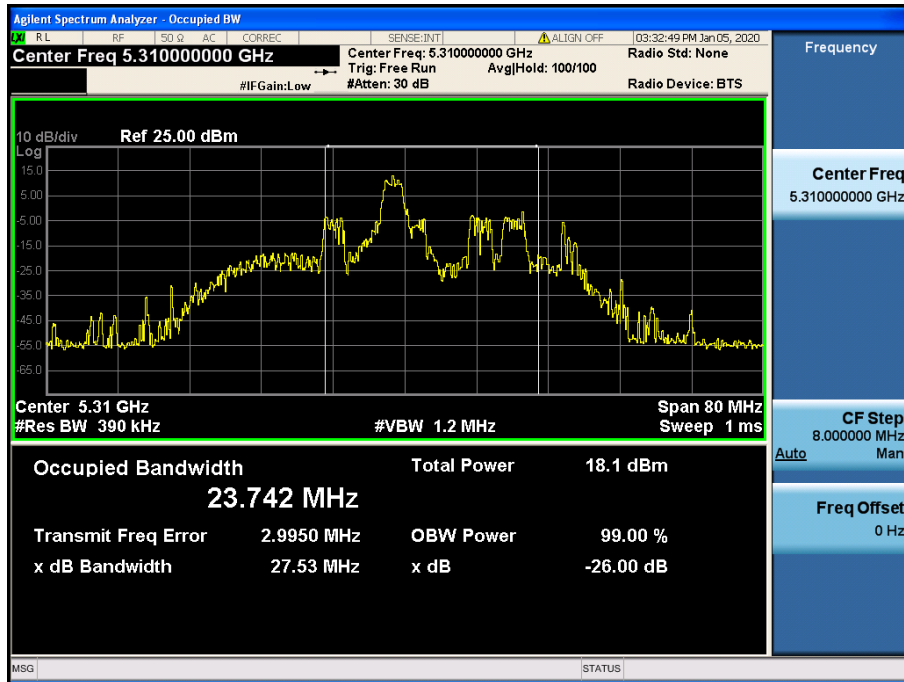 Agilent Spectrum Analyzer - Occupied BW
LXI RL RF 50 Ω AC CORREC SENSE:INT ALIGN OFF 03:32:49 PM Jan 05, 2020
Center Freq 5.310000000 GHz
Center Freq: 5.310000000 GHz Radio Std: None
Trig: Free Run Avg|Hold: 100/100
#IFGain:Low #Atten: 30 dB Radio Device: BTS
10 dB/div Ref 25.00 dBm
Log
15.0
5.00
-5.00
-15.0
-25.0
-35.0
-45.0
-55.0
-65.0
Center 5.31 GHz Span 80 MHz
#Res BW 390 kHz #VBW 1.2 MHz Sweep 1 ms
Occupied Bandwidth Total Power 18.1 dBm
23.742 MHz
Transmit Freq Error 2.9950 MHz OBW Power 99.00 %
x dB Bandwidth 27.53 MHz x dB -26.00 dB
MSG STATUS
Frequency
Center Freq
5.310000000 GHz
CF Step
8.000000 MHz
Auto Man
Freq Offset
0 Hz